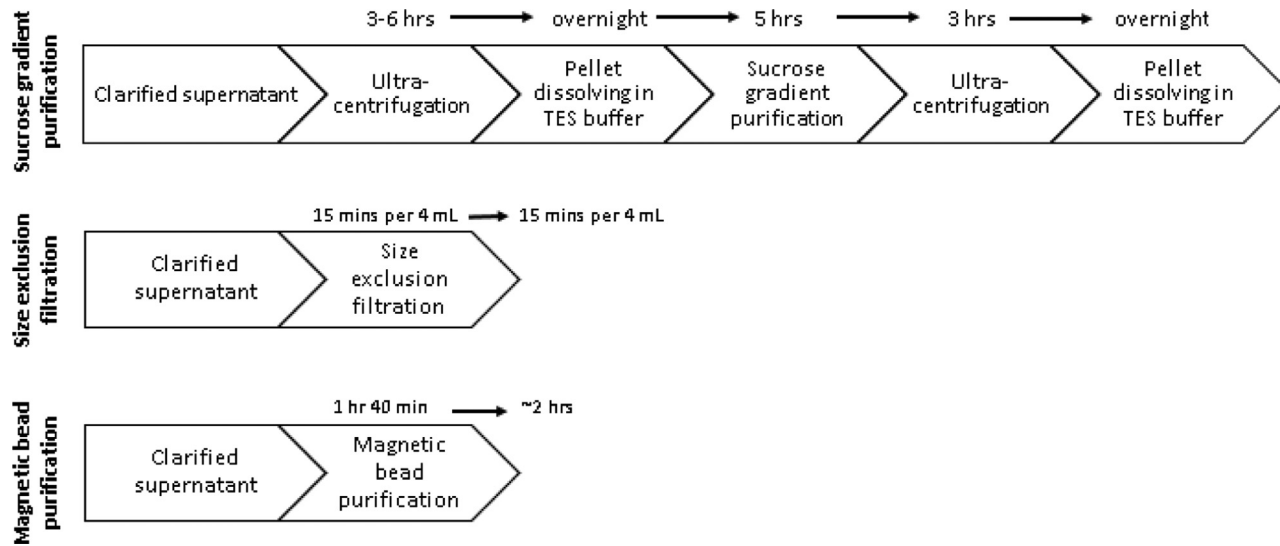 Sucrose gradient
purification
3-6 hrs
overnight
5 hrs
3 hrs
overnight
Clarified supernatant
Ultra-
centrifugation
Pellet
dissolving in
TES buffer
Sucrose
gradient
purification
Ultra-
centrifugation
Pellet
dissolving in
TES buffer
Size exclusion
filtration
15 mins per 4 mL
15 mins per 4 mL
Clarified
supernatant
Size
exclusion
filtration
Magnetic bead
purification
1 hr 40 min
~2 hrs
Clarified
supernatant
Magnetic
bead
purification